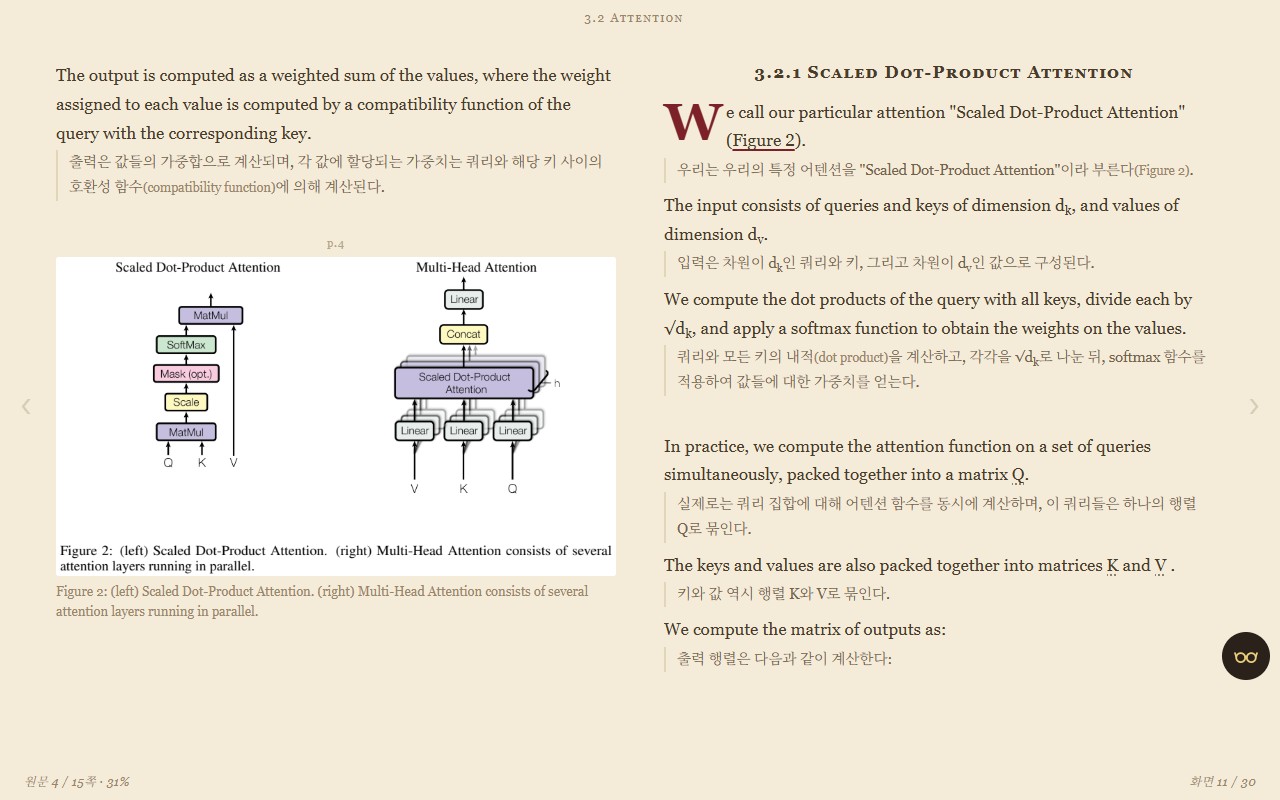 3.2 Attention
The output is computed as a weighted sum of the values, where the weight
assigned to each value is computed by a compatibility function of the
query with the corresponding key.
출력은 값들의 가중합으로 계산되며, 각 값에 할당되는 가중치는 쿼리와 해당 키 사이의
호환성 함수(compatibility function)에 의해 계산된다.
p.4
Scaled Dot-Product Attention
MatMul
SoftMax
Mask (opt.)
Scale
MatMul
Q K V
Multi-Head Attention
Linear
Concat
Scaled Dot-Product
Attention
h
Linear Linear Linear
V K Q
Figure 2: (left) Scaled Dot-Product Attention. (right) Multi-Head Attention consists of several
attention layers running in parallel.
Figure 2: (left) Scaled Dot-Product Attention. (right) Multi-Head Attention consists of several
attention layers running in parallel.
3.2.1 Scaled Dot-Product Attention
We call our particular attention "Scaled Dot-Product Attention"
(Figure 2).
우리는 우리의 특정 어텐션을 "Scaled Dot-Product Attention"이라 부른다(Figure 2).
The input consists of queries and keys of dimension dk, and values of
dimension dv.
입력은 차원이 dk인 쿼리와 키, 그리고 차원이 dv인 값으로 구성된다.
We compute the dot products of the query with all keys, divide each by
√dk, and apply a softmax function to obtain the weights on the values.
쿼리와 모든 키의 내적(dot product)을 계산하고, 각각을 √dk로 나눈 뒤, softmax 함수를
적용하여 값들에 대한 가중치를 얻는다.
In practice, we compute the attention function on a set of queries
simultaneously, packed together into a matrix Q.
실제로는 쿼리 집합에 대해 어텐션 함수를 동시에 계산하며, 이 쿼리들은 하나의 행렬
Q로 묶인다.
The keys and values are also packed together into matrices K and V .
키와 값 역시 행렬 K와 V로 묶인다.
We compute the matrix of outputs as:
출력 행렬은 다음과 같이 계산한다:
원문 4 / 15쪽 · 31%
화면 11 / 30